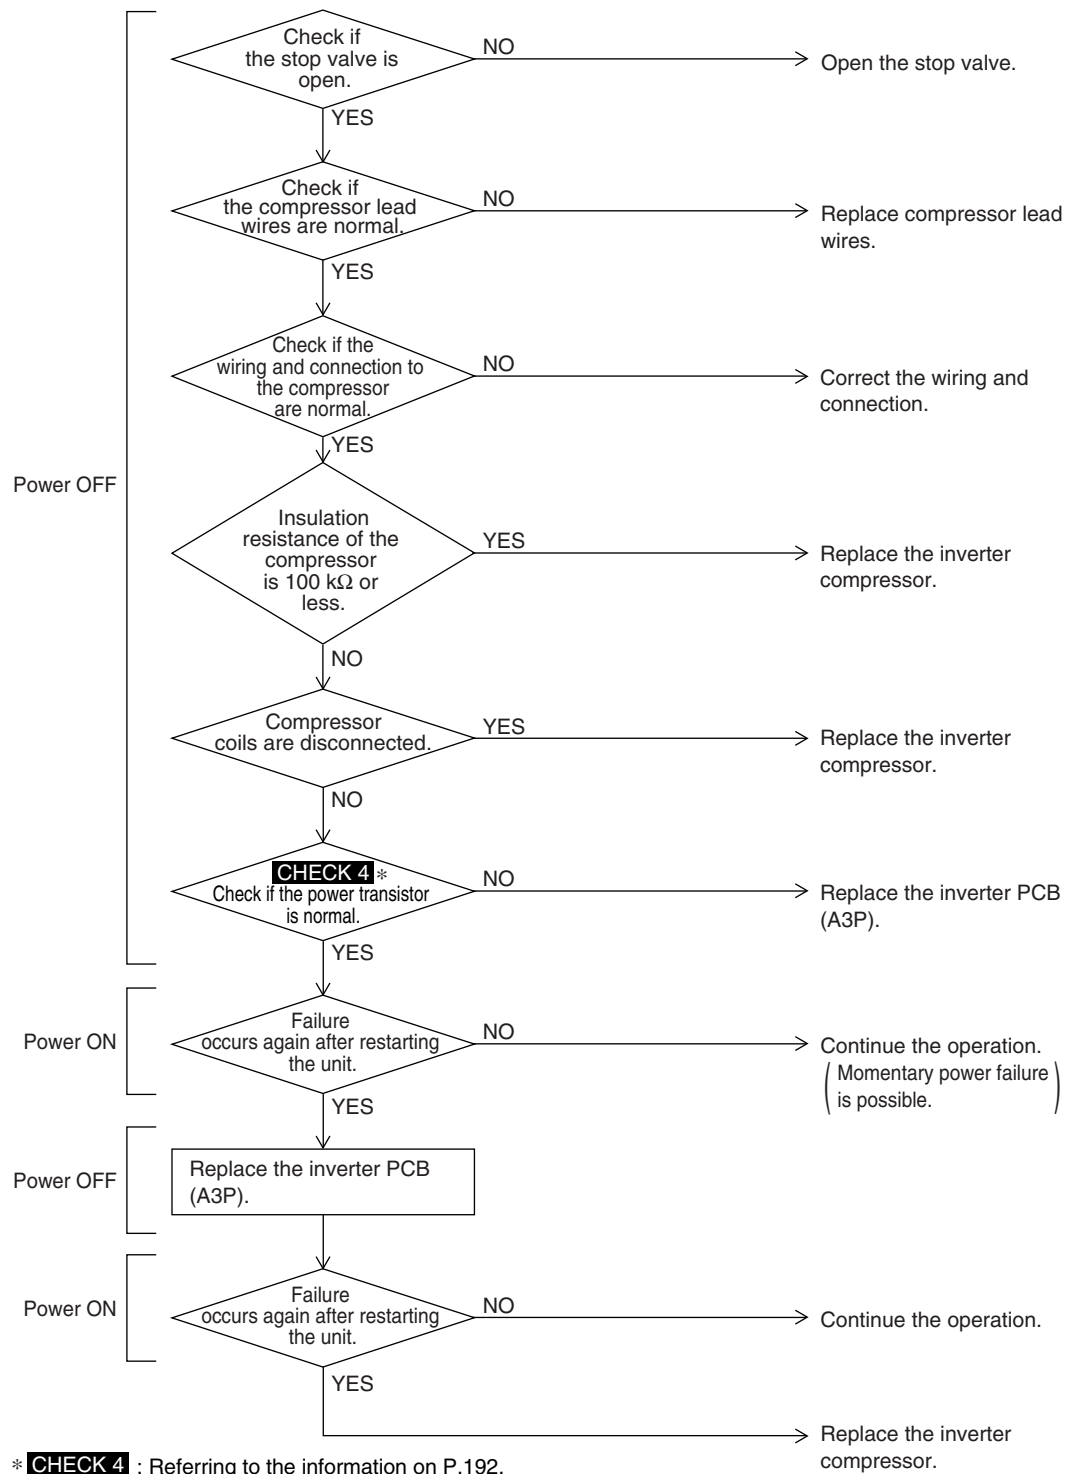 Check if
the stop valve is
open.
NO
Open the stop valve.
YES
Check if
the compressor lead
wires are normal.
NO
Replace compressor lead
wires.
YES
Check if the
wiring and connection to
the compressor
are normal.
NO
Correct the wiring and
connection.
YES
Power OFF
Insulation
resistance of the
compressor
is 100 kΩ or
less.
YES
Replace the inverter
compressor.
NO
Compressor
coils are disconnected.
YES
Replace the inverter
compressor.
NO
CHECK 4 *
Check if the power transistor
is normal.
NO
Replace the inverter PCB
(A3P).
YES
Power ON
Failure
occurs again after restarting
the unit.
NO
Continue the operation.
( Momentary power failure
is possible. )
YES
Power OFF
Replace the inverter PCB
(A3P).
Power ON
Failure
occurs again after restarting
the unit.
NO
Continue the operation.
YES
Replace the inverter
compressor.
* CHECK 4 : Referring to the information on P.192.